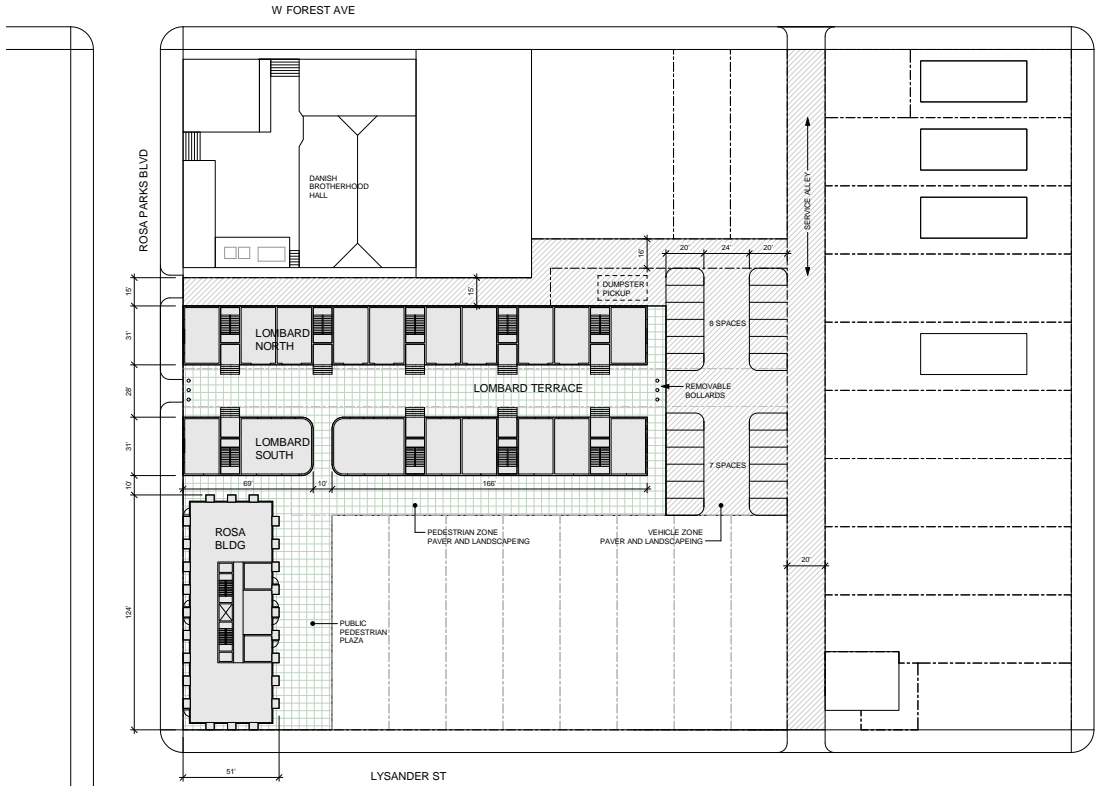 W FOREST AVE
ROSA PARKS BLVD
DANISH
BROTHERHOOD
HALL
SERVICE ALLEY
16'
20'
24'
20'
15'
15'
DUMPSTER
PICKUP
8 SPACES
31'
LOMBARD
NORTH
28'
LOMBARD TERRACE
REMOVABLE
BOLLARDS
31'
LOMBARD
SOUTH
7 SPACES
10'
69'
10'
166'
ROSA
BLDG
PEDESTRIAN ZONE
PAVER AND LANDSCAPEING
VEHICLE ZONE
PAVER AND LANDSCAPEING
20'
124'
PUBLIC
PEDESTRIAN
PLAZA
51'
LYSANDER ST